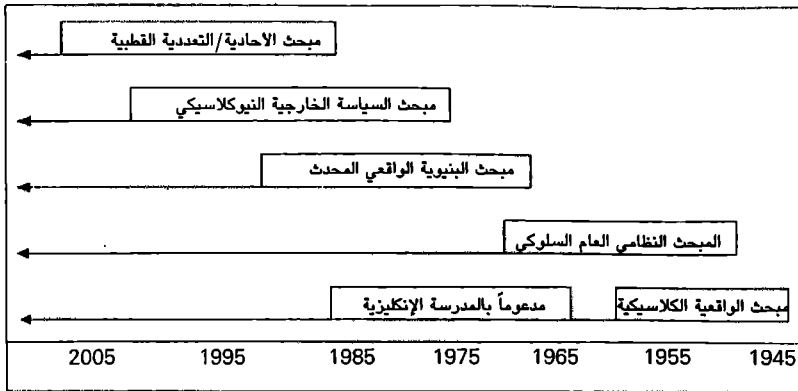 مبحث الأحادية/التعددية القطبية
مبحث السياسة الخارجية النيوكلاسيكي
مبحث البنيوية الواقعي المحدث
المبحث النظامي العام السلوكي
مبحث الواقعية الكلاسيكية
مدعوماً بالمدرسة الإنكليزية
1945 1955 1965 1975 1985 1995 2005